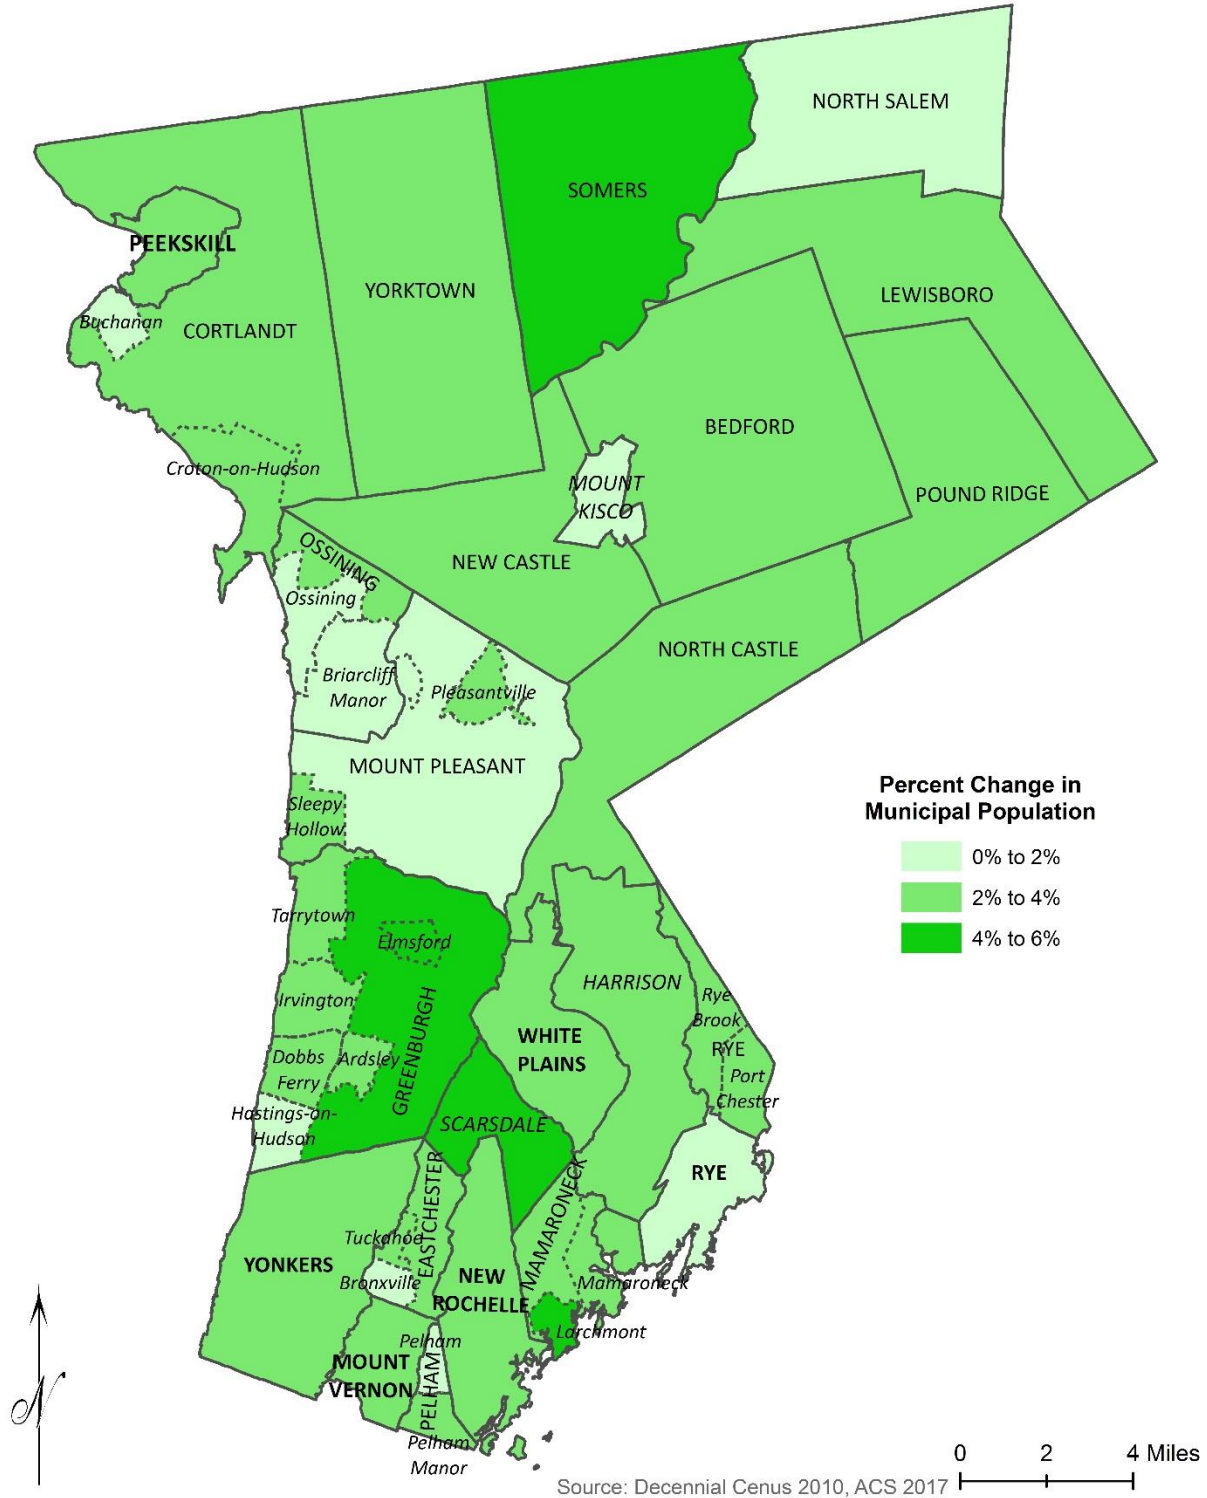 NORTH SALEM
SOMERS
PEEKSKILL
YORKTOWN
LEWISBORO
Buchanan
CORTLANDT
BEDFORD
Croton-on-Hudson
MOUNT
KISCO
POUND RIDGE
OSSINING
NEW CASTLE
Ossining
NORTH CASTLE
Briarcliff
Manor
Pleasantville
MOUNT PLEASANT
Percent Change in
Municipal Population
0% to 2%
2% to 4%
4% to 6%
Sleepy
Hollow
Tarrytown
Elmsford
HARRISON
Irvington
Rye
Brook
GREENBURGH
WHITE
PLAINS
RYE
Dobbs
Ferry
Ardsley
Port
Chester
Hastings-on-
Hudson
SCARSDALE
RYE
MAMARONECK
EASTCHESTER
Tuckahoe
YONKERS
Bronxville
NEW
ROCHELLE
Mamaroneck
Larchmont
Pelham
MOUNT
VERNON
PELHAM
Pelham
Manor
N
0 2 4 Miles
Source: Decennial Cenus 2010, ACS 2017